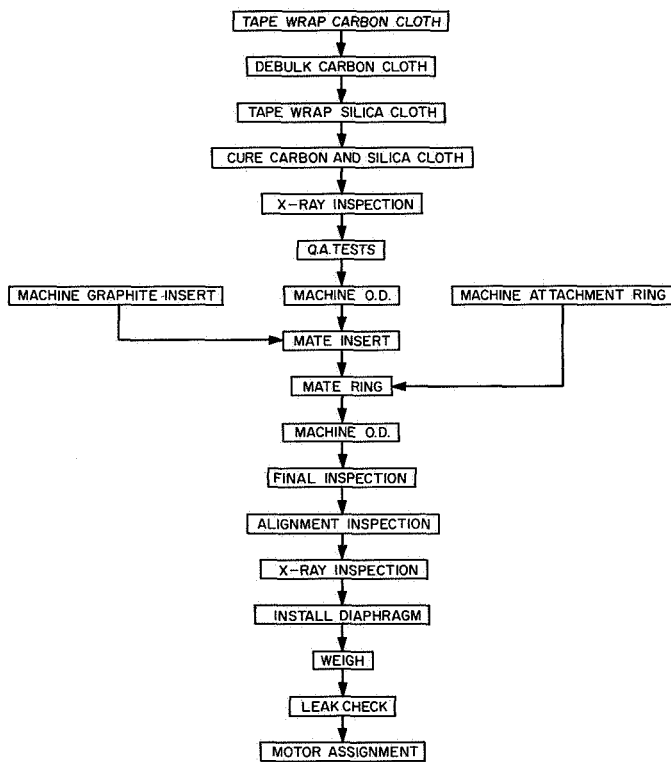 TAPE WRAP CARBON CLOTH
DEBULK CARBON CLOTH
TAPE WRAP SILICA CLOTH
CURE CARBON AND SILICA CLOTH
X-RAY INSPECTION
Q.A. TESTS
MACHINE GRAPHITE INSERT
MACHINE O.D.
MACHINE ATTACHMENT RING
MATE INSERT
MATE RING
MACHINE O.D.
FINAL INSPECTION
ALIGNMENT INSPECTION
X-RAY INSPECTION
INSTALL DIAPHRAGM
WEIGH
LEAK CHECK
MOTOR ASSIGNMENT